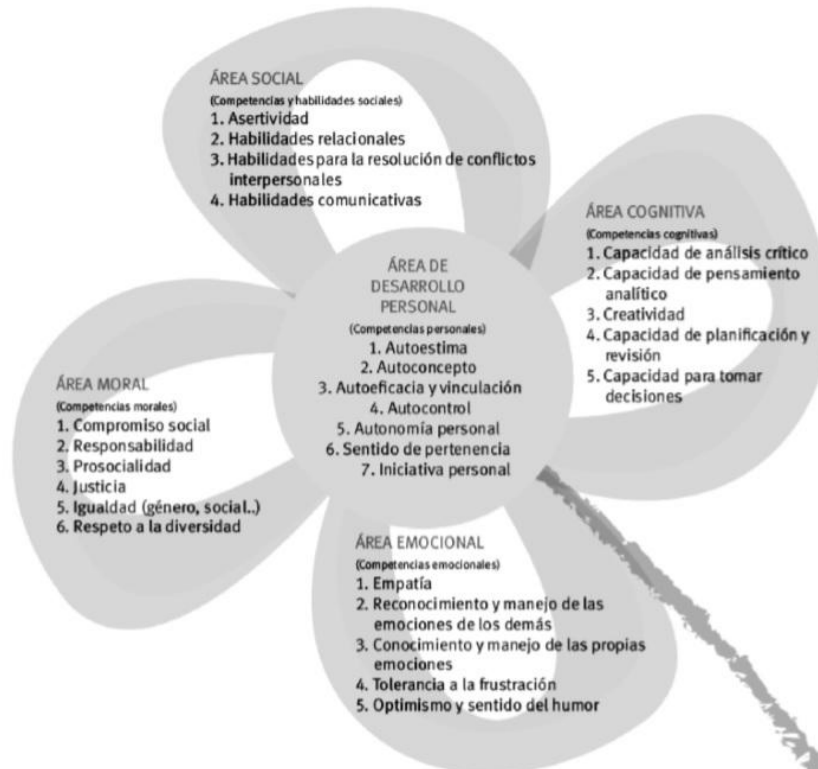 ÁREA SOCIAL
(Competencias y habilidades sociales)
1. Asertividad
2. Habilidades relacionales
3. Habilidades para la resolución de conflictos
interpersonales
4. Habilidades comunicativas
ÁREA COGNITIVA
(Competencias cognitivas)
1. Capacidad de análisis crítico
2. Capacidad de pensamiento
analítico
3. Creatividad
4. Capacidad de planificación y
revisión
5. Capacidad para tomar
decisiones
ÁREA DE
DESARROLLO
PERSONAL
(Competencias personales)
1. Autoestima
2. Autoconcepto
3. Autoeficacia y vinculación
4. Autocontrol
5. Autonomía personal
6. Sentido de pertenencia
7. Iniciativa personal
ÁREA MORAL
(Competencias morales)
1. Compromiso social
2. Responsabilidad
3. Prosocialidad
4. Justicia
5. Igualdad (género, social..)
6. Respeto a la diversidad
ÁREA EMOCIONAL
(Competencias emocionales)
1. Empatía
2. Reconocimiento y manejo de las
emociones de los demás
3. Conocimiento y manejo de las propias
emociones
4. Tolerancia a la frustración
5. Optimismo y sentido del humor